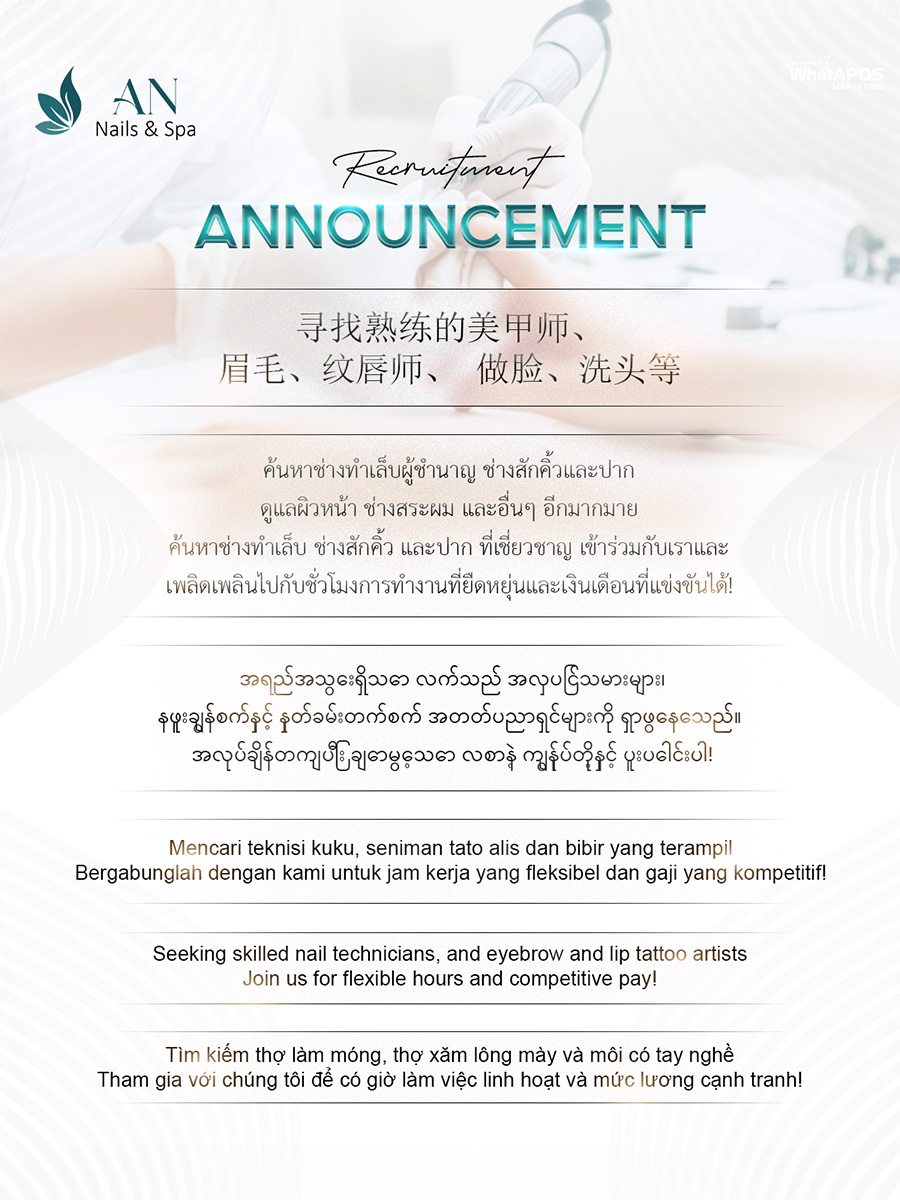 AN
Nails & Spa
WhatAPOS
MARKETING
Recruitment
ANNOUNCEMENT
寻找熟练的美甲师、
眉毛、纹唇师、 做脸、洗头等
ค้นหาช่างทำเล็บผู้ชำนาญ ช่างสักคิ้วและปาก
ดูแลผิวหน้า ช่างสระผม และอื่นๆ อีกมากมาย
ค้นหาช่างทำเล็บ ช่างสักคิ้ว และปาก ที่เชี่ยวชาญ เข้าร่วมกับเราและ
เพลิดเพลินไปกับชั่วโมงการทำงานที่ยืดหยุ่นและเงินเดือนที่แข่งขันได้!
အရည်အသွေးရှိသော လက်သည် အလှပြင်သမားများ၊
နဖူးချွန်စက်နှင့် နှုတ်ခမ်းတက်စက် အတတ်ပညာရှင်များကို ရှာဖွေနေသည်။
အလုပ်ချိန်တကျပြီး ချောမွေ့သော လစာနဲ့ ကျွန်ုပ်တို့နှင့် ပူးပေါင်းပါ!
Mencari teknisi kuku, seniman tato alis dan bibir yang terampil
Bergabunglah dengan kami untuk jam kerja yang fleksibel dan gaji yang kompetitif!
Seeking skilled nail technicians, and eyebrow and lip tattoo artists
Join us for flexible hours and competitive pay!
Tìm kiếm thợ làm móng, thợ xăm lông mày và môi có tay nghề
Tham gia với chúng tôi để có giờ làm việc linh hoạt và mức lương cạnh tranh!